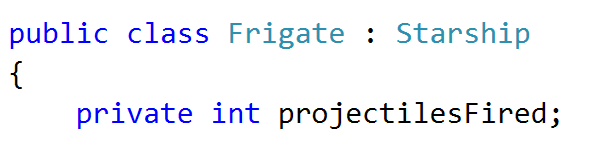 public class Frigate : Starship
{
    private int projectilesFired;